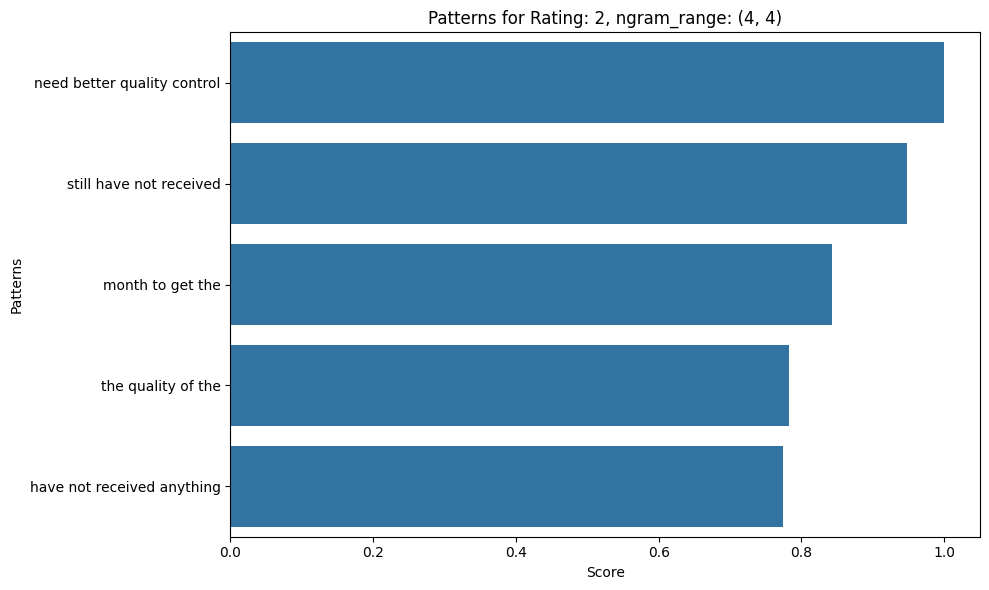 Patterns for Rating: 2, ngram_range: (4, 4)
need better quality control
still have not received
month to get the
the quality of the
have not received anything
Patterns
0.0 0.2 0.4 0.6 0.8 1.0
Score